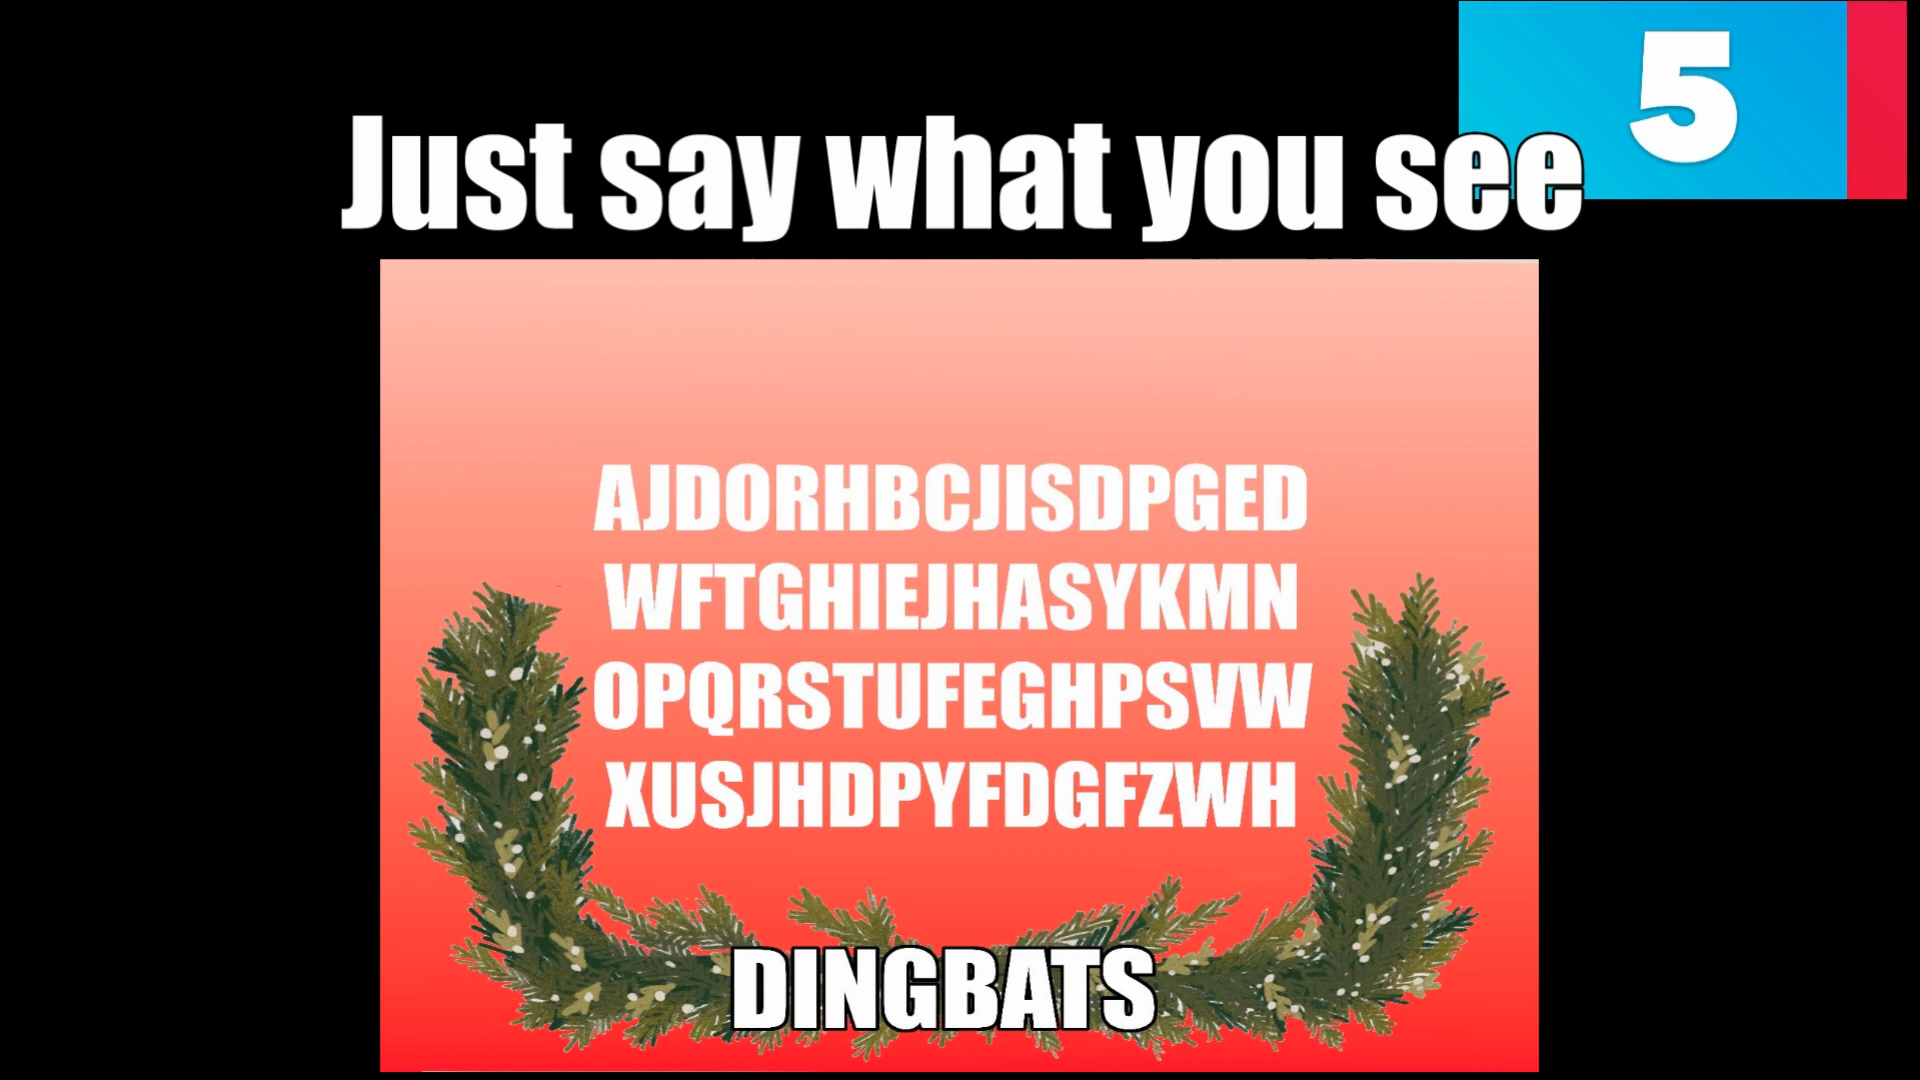 5
Just say what you see
AJDORHBCJISDPGED
WFTGHIEJHASYKMN
OPQRSTUFEGHPSVW
XUSJHDPYFDGFZWH
DINGBATS